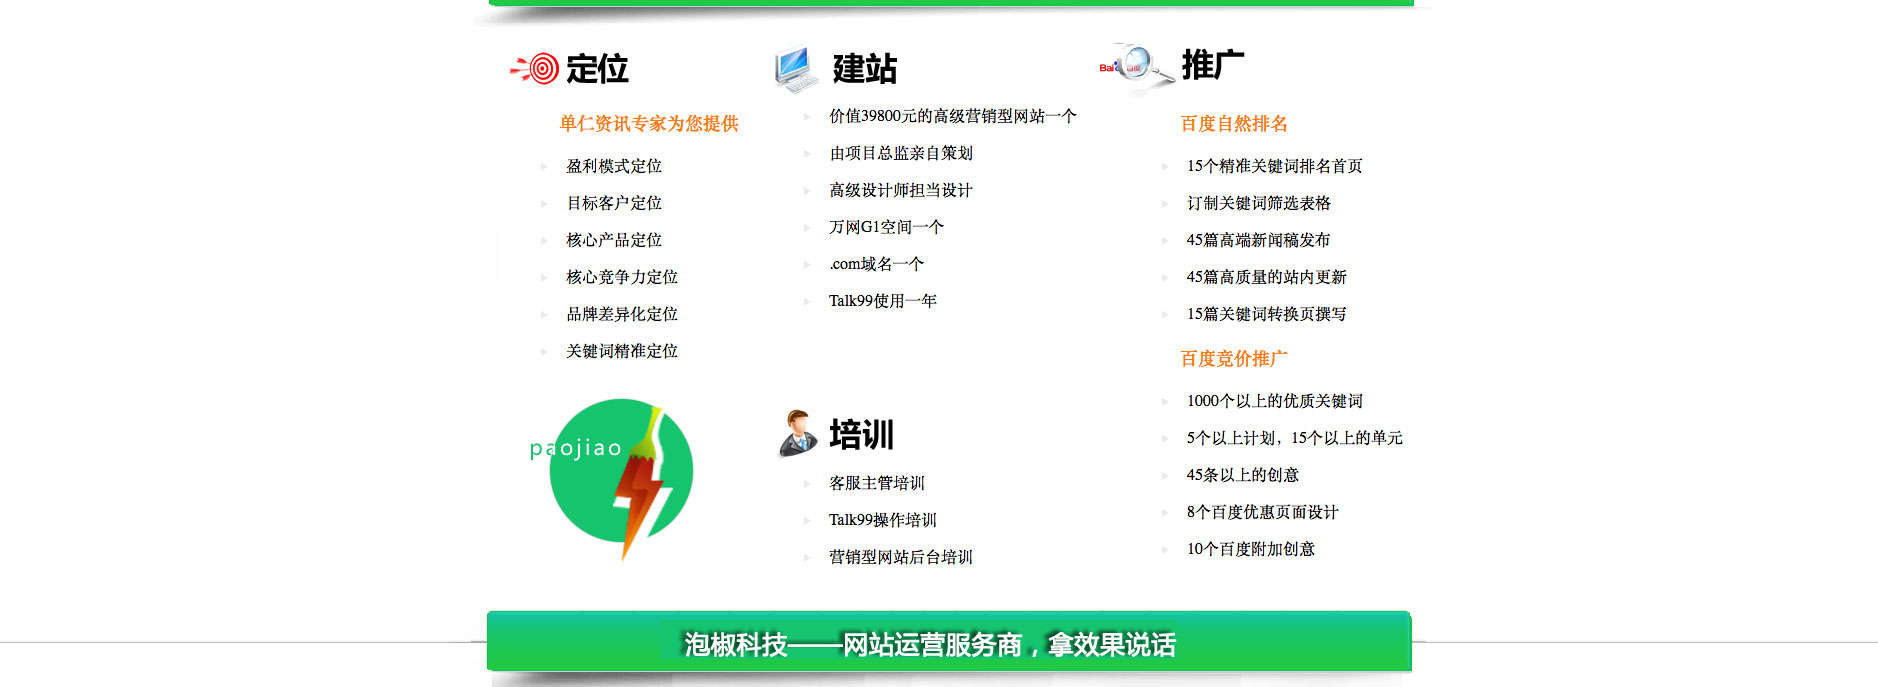 定位
单仁资讯专家为您提供
盈利模式定位
目标客户定位
核心产品定位
核心竞争力定位
品牌差异化定位
关键词精准定位
paojiao
建站
价值39800元的高级营销型网站一个
由项目总监亲自策划
高级设计师担当设计
万网G1空间一个
.com域名一个
Talk99使用一年
培训
客服主管培训
Talk99操作培训
营销型网站后台培训
推广
百度自然排名
15个精准关键词排名首页
订制关键词筛选表格
45篇高端新闻稿发布
45篇高质量的站内更新
15篇关键词转换页撰写
百度竞价推广
1000个以上的优质关键词
5个以上计划，15个以上的单元
45条以上的创意
8个百度优惠页面设计
10个百度附加创意
泡椒科技——网站运营服务商，拿效果说话